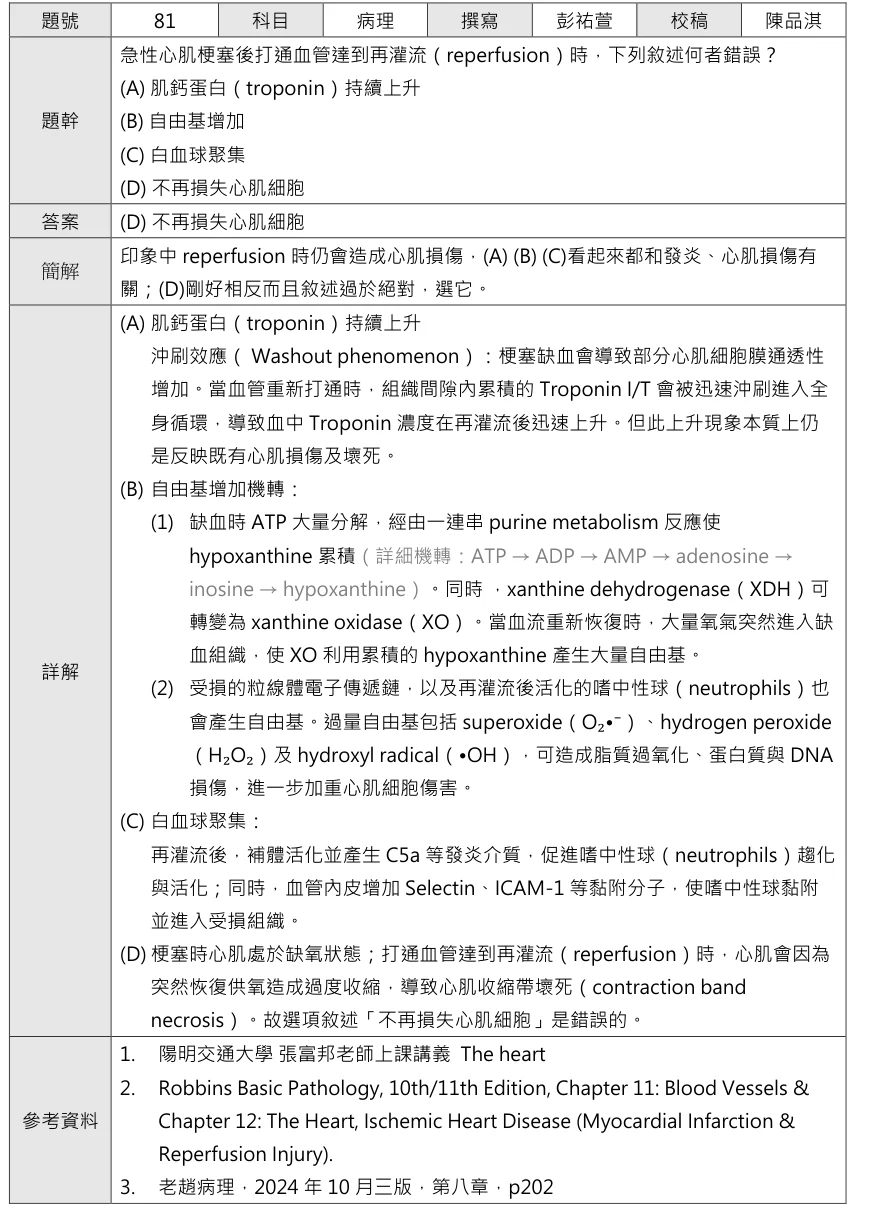 題號 81 科目 病理 撰寫 彭祐萱 校稿 陳品淇
題幹
急性心肌梗塞後打通血管達到再灌流（reperfusion）時，下列敘述何者錯誤？
(A) 肌鈣蛋白（troponin）持續上升
(B) 自由基增加
(C) 白血球聚集
(D) 不再損失心肌細胞
答案 (D) 不再損失心肌細胞
簡解
印象中 reperfusion 時仍會造成心肌損傷，(A) (B) (C)看起來都和發炎、心肌損傷有
關；(D)剛好相反而且敘述過於絕對，選它。
詳解
(A) 肌鈣蛋白（troponin）持續上升
沖刷效應（ Washout phenomenon）：梗塞缺血會導致部分心肌細胞膜通透性
增加。當血管重新打通時，組織間隙內累積的 Troponin I/T 會被迅速沖刷進入全
身循環，導致血中 Troponin 濃度在再灌流後迅速上升。但此上升現象本質上仍
是反映既有心肌損傷及壞死。
(B) 自由基增加機轉：
(1) 缺血時 ATP 大量分解，經由一連串 purine metabolism 反應使
hypoxanthine 累積（詳細機轉：ATP → ADP → AMP → adenosine →
inosine → hypoxanthine）。同時 ，xanthine dehydrogenase（XDH）可
轉變為 xanthine oxidase（XO）。當血流重新恢復時，大量氧氣突然進入缺
血組織，使 XO 利用累積的 hypoxanthine 產生大量自由基。
(2) 受損的粒線體電子傳遞鏈，以及再灌流後活化的嗜中性球（neutrophils）也
會產生自由基。過量自由基包括 superoxide（O₂•⁻）、hydrogen peroxide
（H₂O₂）及 hydroxyl radical（•OH），可造成脂質過氧化、蛋白質與 DNA
損傷，進一步加重心肌細胞傷害。
(C) 白血球聚集：
再灌流後，補體活化並產生 C5a 等發炎介質，促進嗜中性球（neutrophils）趨化
與活化；同時，血管內皮增加 Selectin、ICAM-1 等黏附分子，使嗜中性球黏附
並進入受損組織。
(D) 梗塞時心肌處於缺氧狀態；打通血管達到再灌流（reperfusion）時，心肌會因為
突然恢復供氧造成過度收縮，導致心肌收縮帶壞死（contraction band
necrosis）。故選項敘述「不再損失心肌細胞」是錯誤的。
參考資料
1. 陽明交通大學 張富邦老師上課講義 The heart
2. Robbins Basic Pathology, 10th/11th Edition, Chapter 11: Blood Vessels &
Chapter 12: The Heart, Ischemic Heart Disease (Myocardial Infarction &
Reperfusion Injury).
3. 老趙病理，2024 年 10 月三版，第八章，p202